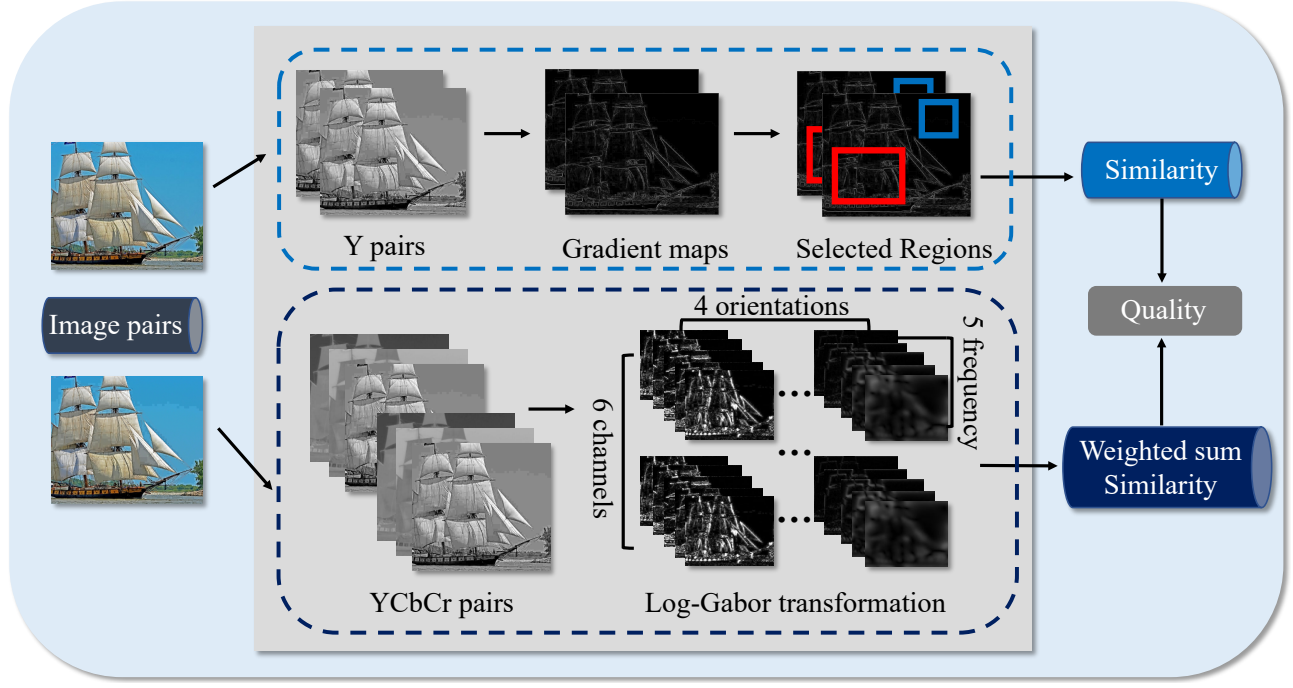 Y pairs
Gradient maps
Selected Regions
Similarity
Image pairs
Quality
4 orientations
5 frequency
6 channels
Weighted sum
Similarity
YCbCr pairs
Log-Gabor transformation